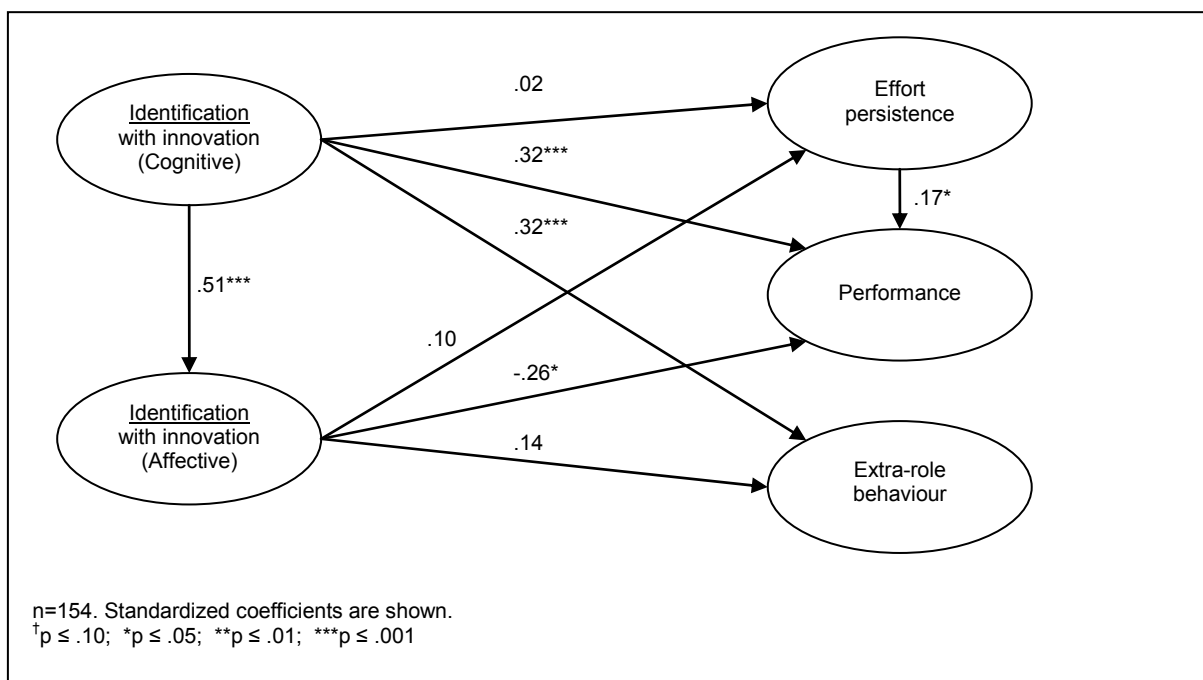 Identification
with innovation
(Cognitive)
.02
Effort
persistence
.32***
.17*
.32***
Performance
.51***
.10
-.26*
Identification
with innovation
(Affective)
.14
Extra-role
behaviour
n=154. Standardized coefficients are shown.
†p ≤ .10;  *p ≤ .05;  **p ≤ .01;  ***p ≤ .001